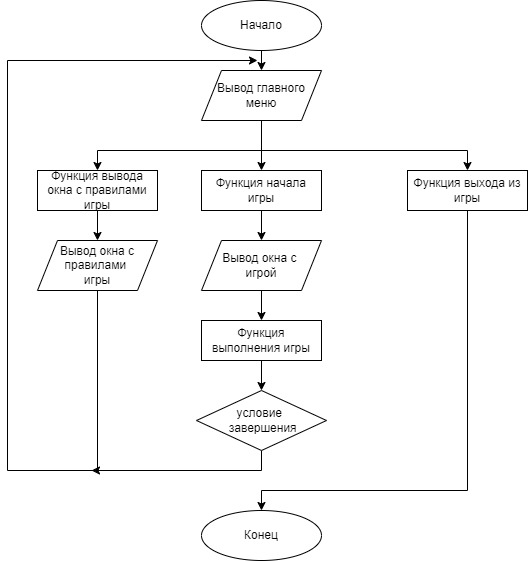 Начало
Вывод главного
меню
Функция вывода
окна с правилами
игры
Функция начала
игры
Функция выхода из
игры
Вывод окна с
правилами
игры
Вывод окна с
игрой
Функция
выполнения игры
условие
завершения
Конец